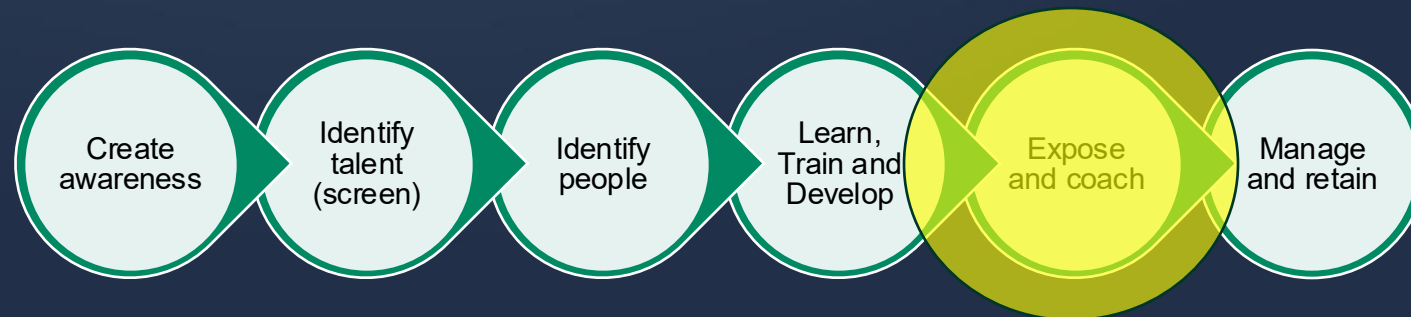 Create
awareness
Identify
talent
(screen)
Identify
people
Learn,
Train and
Develop
Expose
and coach
Manage
and retain